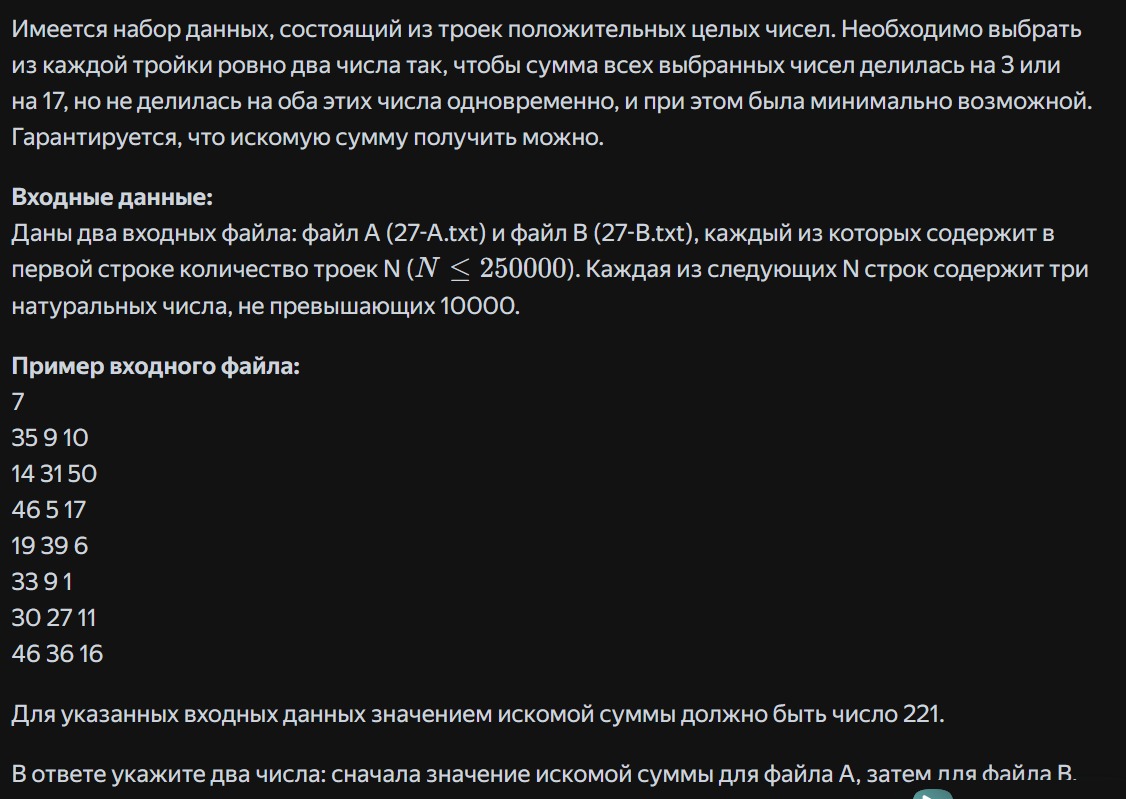 Имеется набор данных, состоящий из троек положительных целых чисел. Необходимо выбрать
из каждой тройки ровно два числа так, чтобы сумма всех выбранных чисел делилась на 3 или
на 17, но не делилась на оба этих числа одновременно, и при этом была минимально возможной.
Гарантируется, что искомую сумму получить можно.
Входные данные:
Даны два входных файла: файл А (27-A.txt) и файл B (27-B.txt), каждый из которых содержит в
первой строке количество троек N (N ≤ 250000). Каждая из следующих N строк содержит три
натуральных числа, не превышающих 10000.
Пример входного файла:
7
35 9 10
14 31 50
46 5 17
19 39 6
33 9 1
30 27 11
46 36 16
Для указанных входных данных значением искомой суммы должно быть число 221.
В ответе укажите два числа: сначала значение искомой суммы для файла А, затем для файла B.